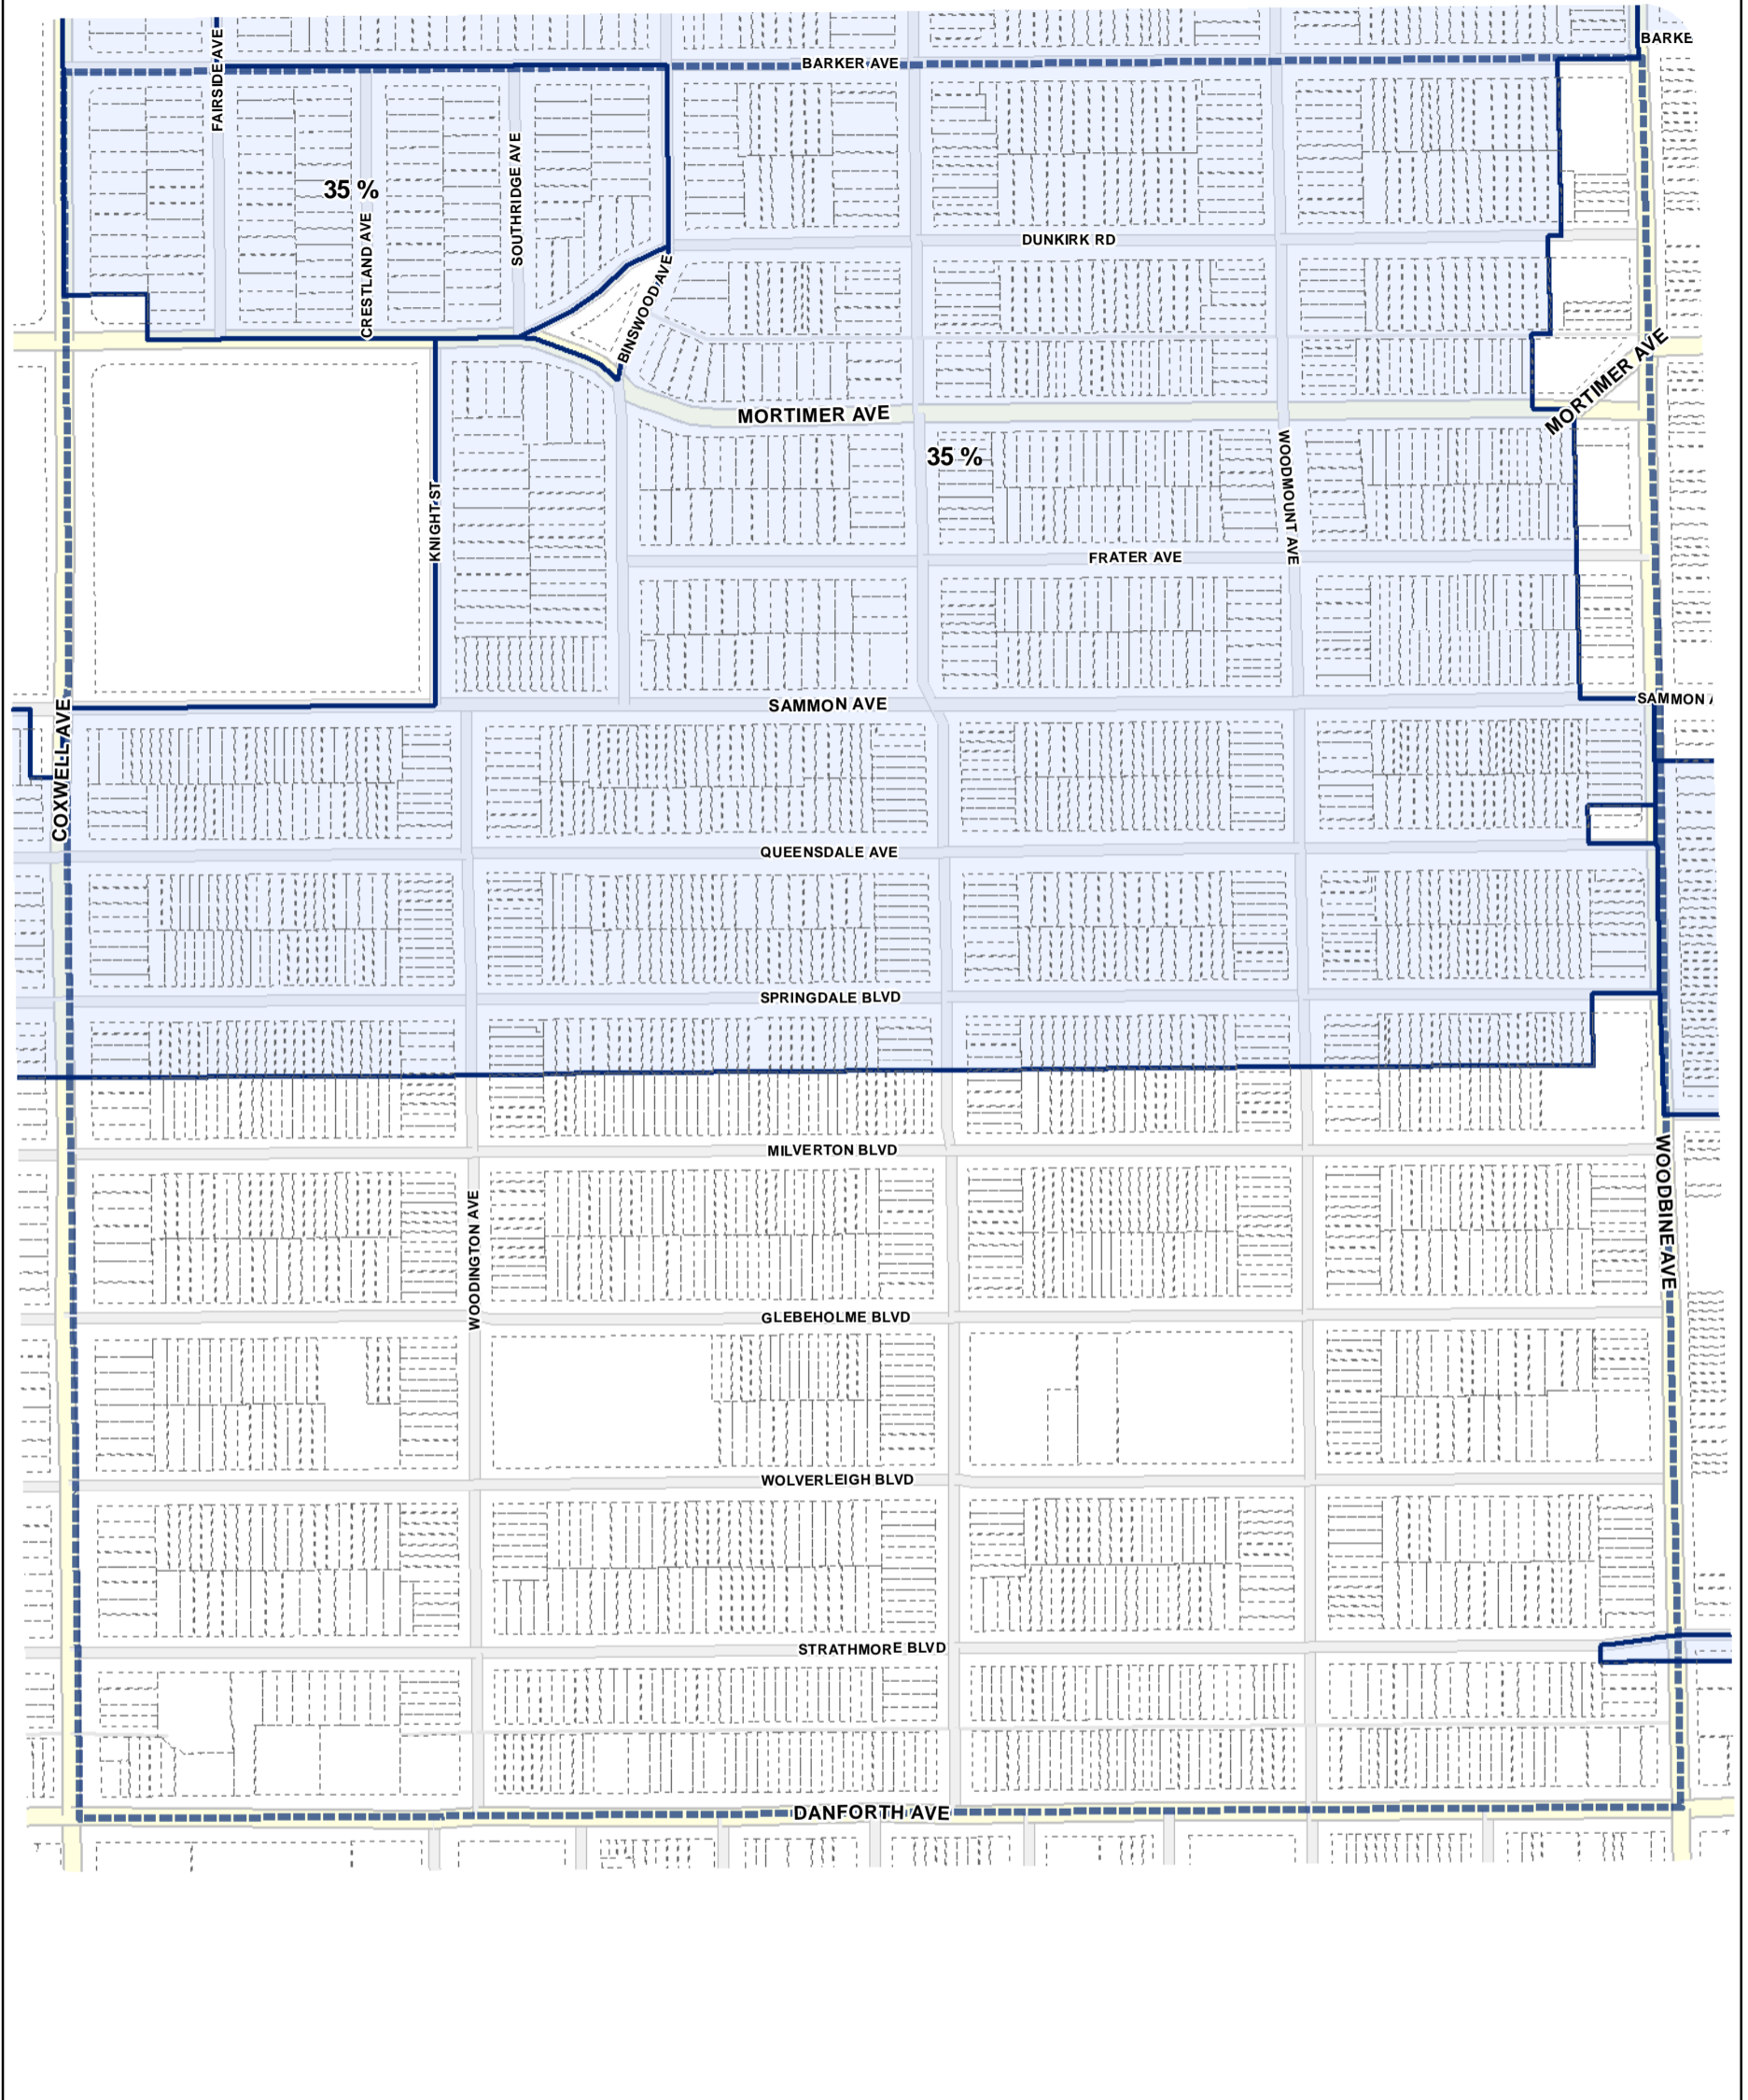 BARKE
BARKER AVE
FAIRSIDE AVE
35 %
SOUTHRIDGE AVE
CRESTLAND AVE
DUNKIRK RD
BINSWOOD AVE
MORTIMER AVE
MORTIMER AVE
35 %
WOODMOUNT AVE
KNIGHT ST
FRATER AVE
SAMMON AVE
SAMMON A
COXWELL AVE
QUEENSDALE AVE
SPRINGDALE BLVD
MILVERTON BLVD
WOODBINE AVE
WOODINGTON AVE
GLEBEHOLME BLVD
WOLVERLEIGH BLVD
STRATHMORE BLVD
DANFORTH AVE